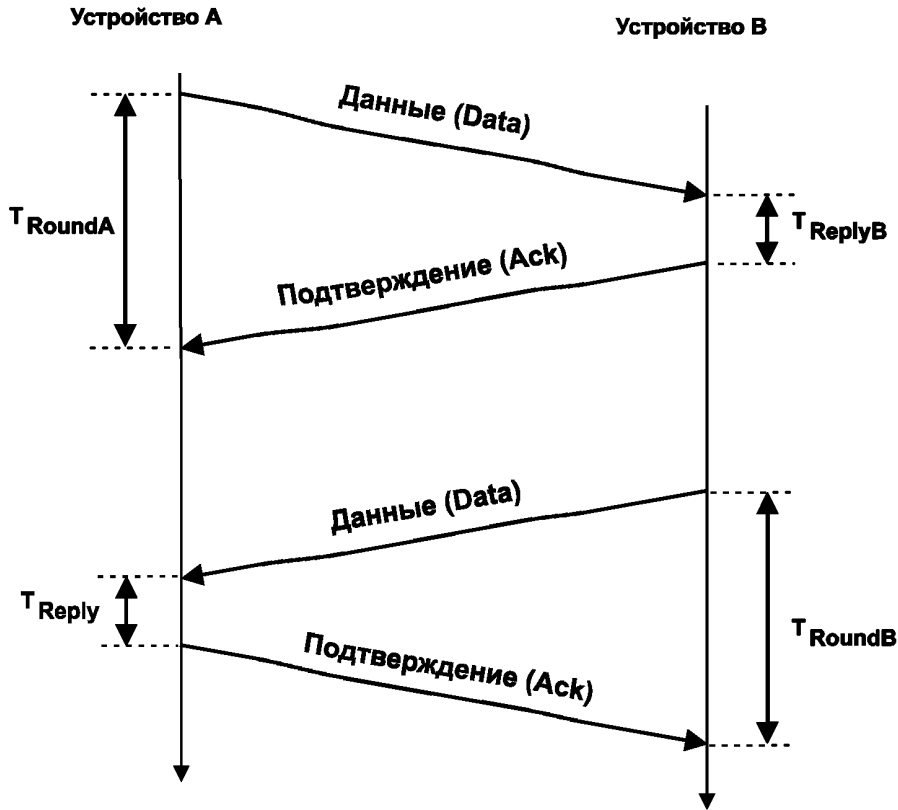 Устройство A
Устройство B
Данные (Data)
T RoundA
T ReplyB
Подтверждение (Ack)
Данные (Data)
T Reply
T RoundB
Подтверждение (Ack)